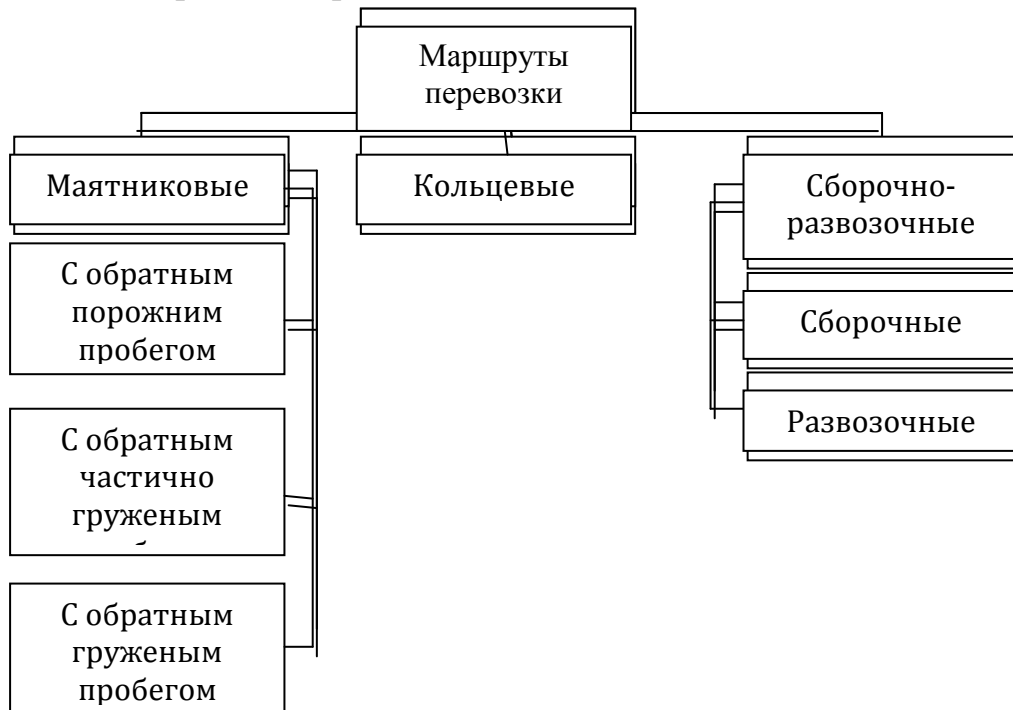 Маршруты
перевозки
Маятниковые
С обратным
порожним
пробегом
С обратным
частично
груженым
С обратным
груженым
пробегом
Кольцевые
Сборочно-
развозочные
Сборочные
Развозочные